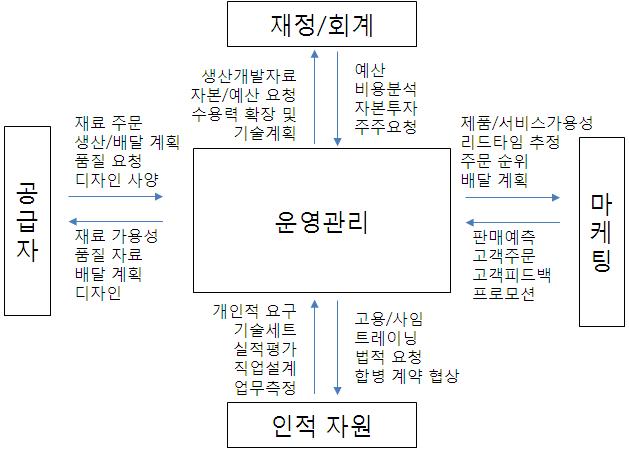 재정/회계
생산개발자료
자본/예산 요청
수용력 확장 및
기술계획
예산
비용분석
자본투자
주주요청
재료 주문
생산/배달 계획
품질 요청
디자인 사양
제품/서비스가용성
리드타임 추정
주문 순위
배달 계획
공급자
운영관리
마케팅
재료 가용성
품질 자료
배달 계획
디자인
판매예측
고객주문
고객피드백
프로모션
개인적 요구
기술세트
실적평가
직업설계
업무측정
고용/사임
트레이닝
법적 요청
합병 계약 협상
인적 자원